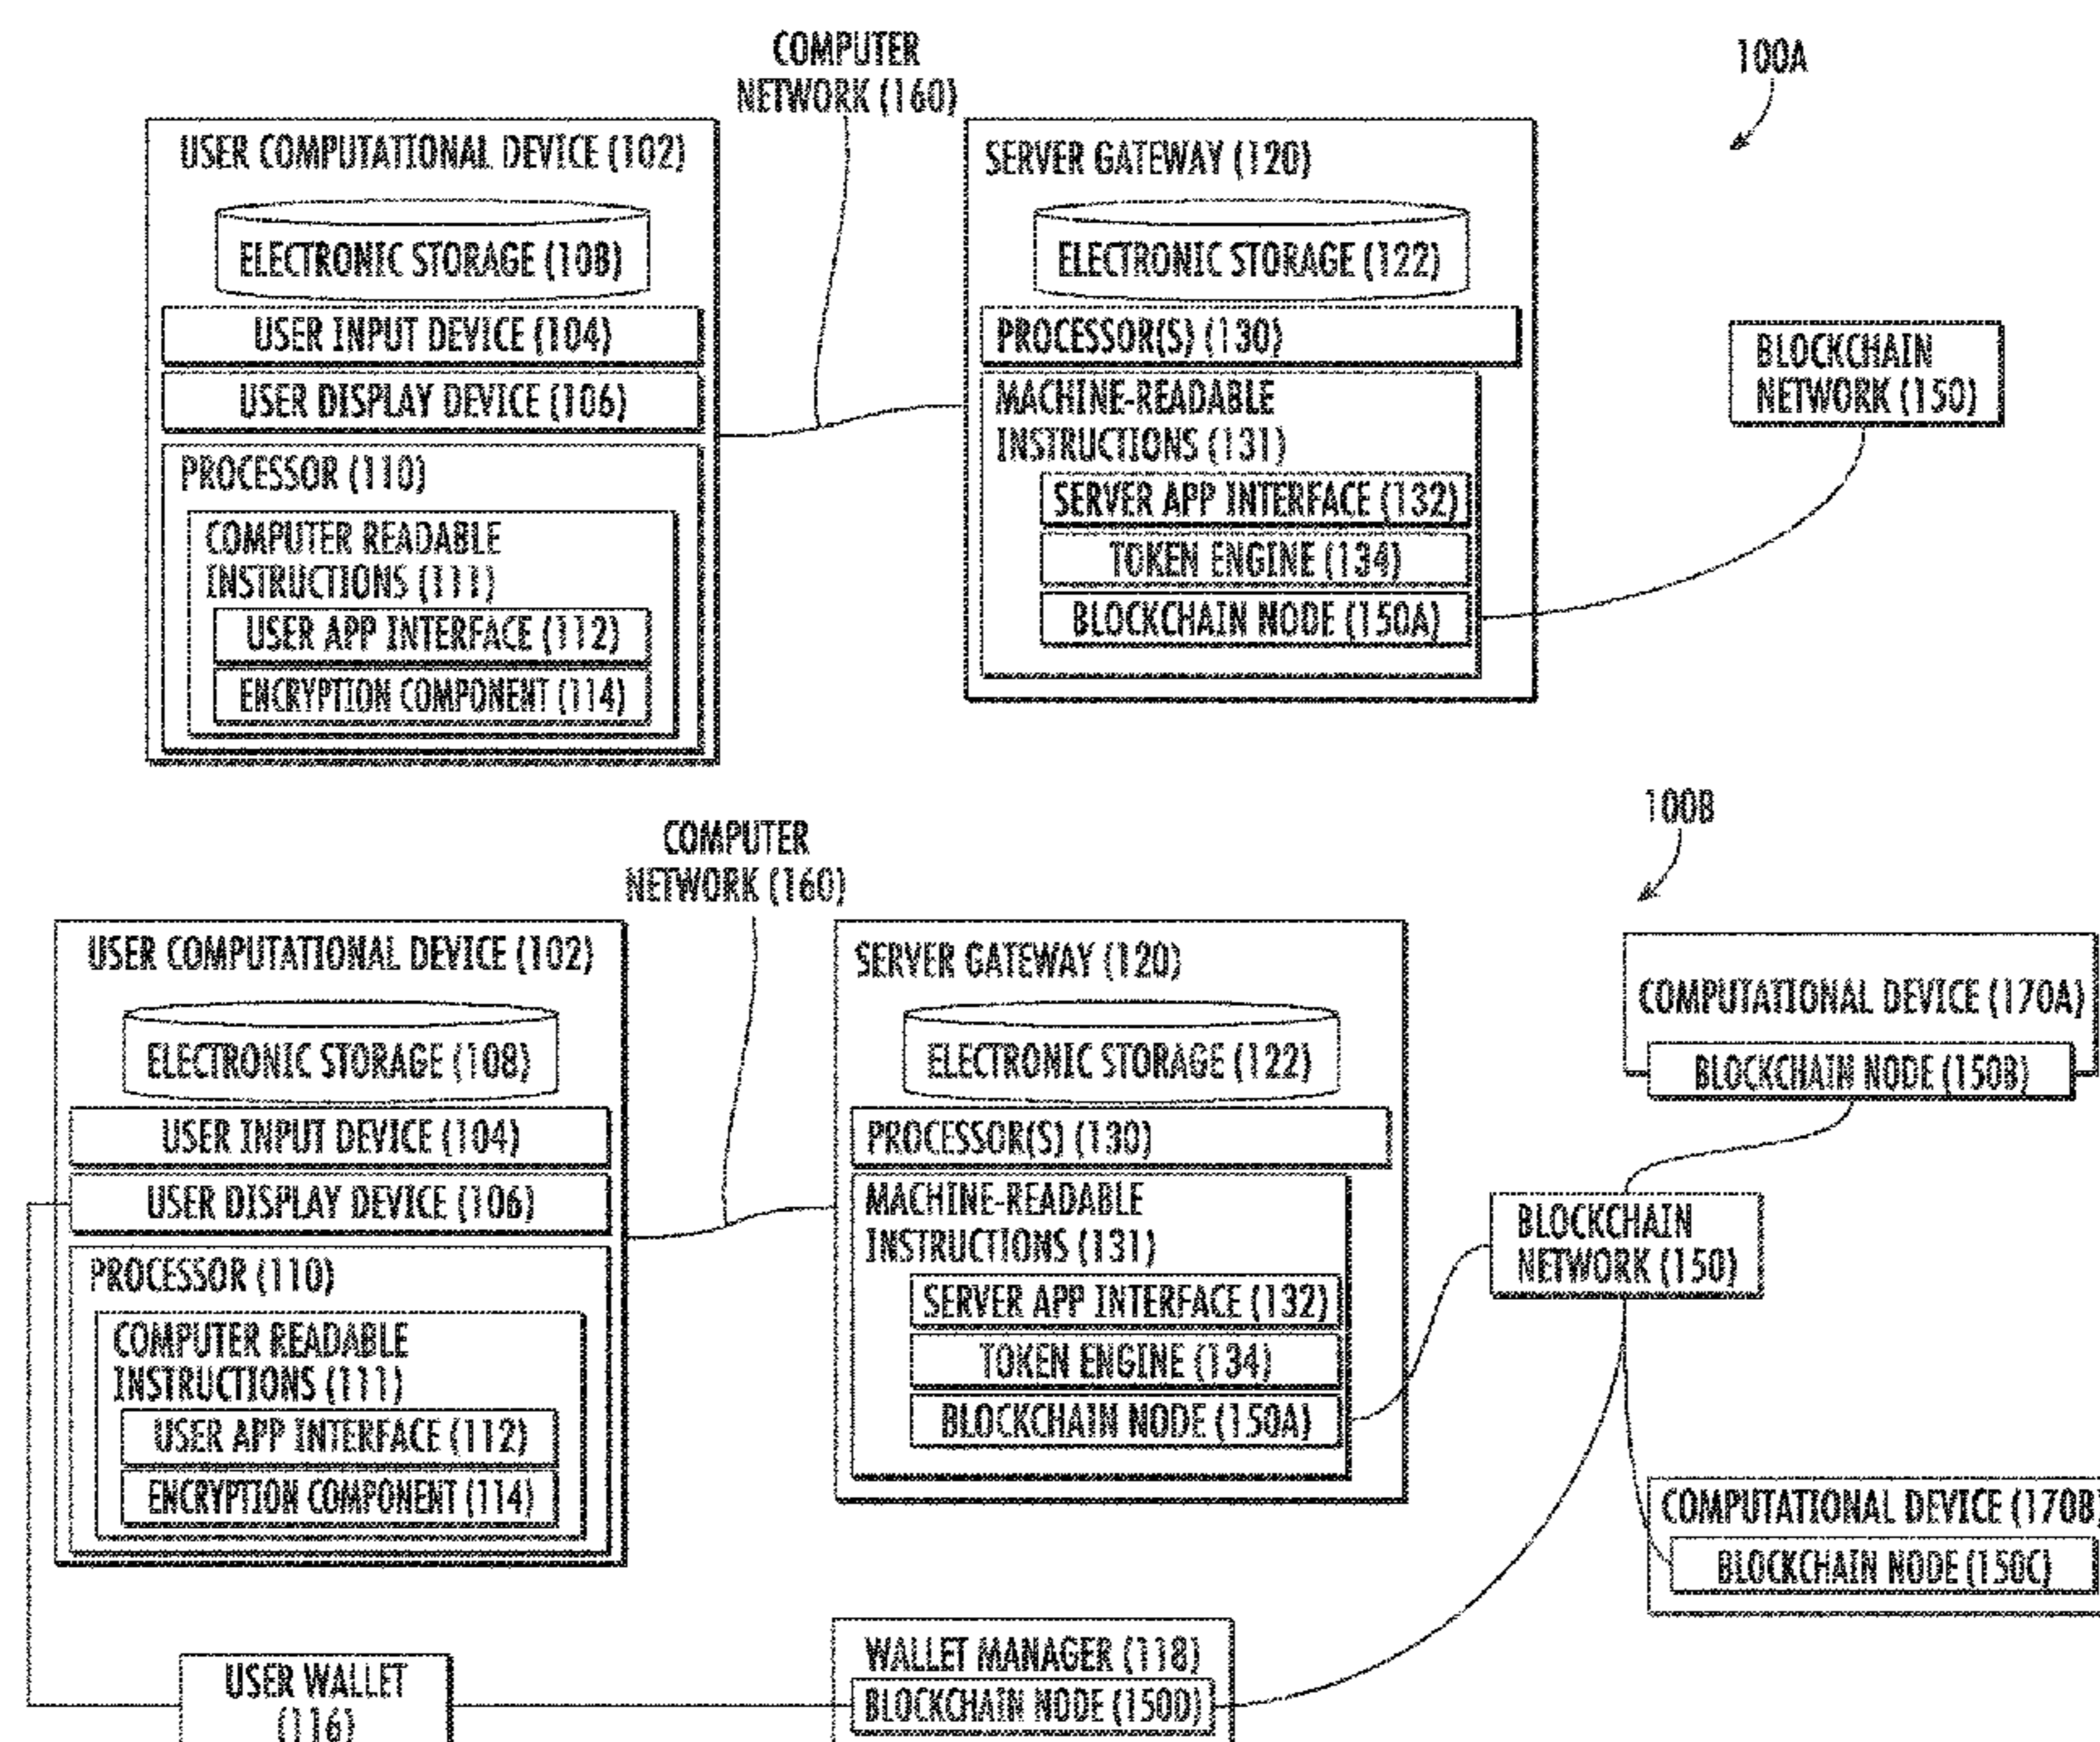 100A
COMPUTER
NETWORK (160)
USER COMPUTATIONAL DEVICE (102)
ELECTRONIC STORAGE (108)
USER INPUT DEVICE (104)
USER DISPLAY DEVICE (106)
PROCESSOR (110)
COMPUTER READABLE
INSTRUCTIONS (111)
USER APP INTERFACE (112)
ENCRYPTION COMPONENT (114)
SERVER GATEWAY (120)
ELECTRONIC STORAGE (122)
PROCESSOR(S) (130)
MACHINE-READABLE
INSTRUCTIONS (131)
SERVER APP INTERFACE (132)
TOKEN ENGINE (134)
BLOCKCHAIN NODE (150A)
BLOCKCHAIN
NETWORK (150)
100B
COMPUTER
NETWORK (160)
USER COMPUTATIONAL DEVICE (102)
ELECTRONIC STORAGE (108)
USER INPUT DEVICE (104)
USER DISPLAY DEVICE (106)
PROCESSOR (110)
COMPUTER READABLE
INSTRUCTIONS (111)
USER APP INTERFACE (112)
ENCRYPTION COMPONENT (114)
SERVER GATEWAY (120)
ELECTRONIC STORAGE (122)
PROCESSOR(S) (130)
MACHINE-READABLE
INSTRUCTIONS (131)
SERVER APP INTERFACE (132)
TOKEN ENGINE (134)
BLOCKCHAIN NODE (150A)
COMPUTATIONAL DEVICE (170A)
BLOCKCHAIN NODE (150B)
BLOCKCHAIN
NETWORK (150)
COMPUTATIONAL DEVICE (170B)
BLOCKCHAIN NODE (150C)
USER WALLET
(116)
WALLET MANAGER (118)
BLOCKCHAIN NODE (150D)